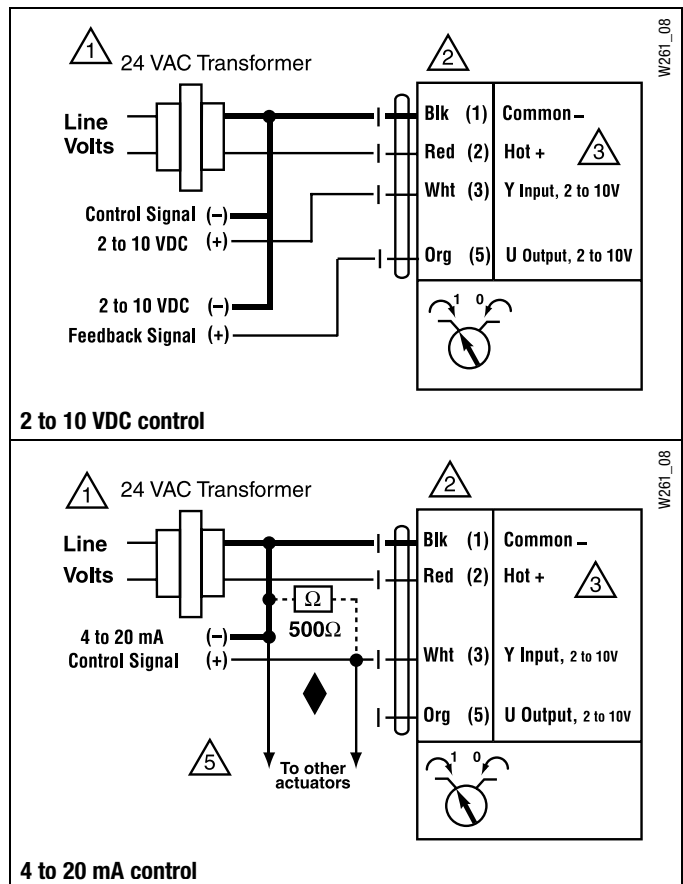 W261_08
1 24 VAC Transformer
2
Line
Volts
Blk (1) Common –
Red (2) Hot + 3
Wht (3) Y Input, 2 to 10V
Control Signal (–)
2 to 10 VDC (+)
Org (5) U Output, 2 to 10V
2 to 10 VDC (–)
Feedback Signal (+)
1 0
2 to 10 VDC control
W261_08
1 24 VAC Transformer
2
Line
Volts
Blk (1) Common –
Red (2) Hot + 3
Ω
500Ω
4 to 20 mA (–)
Control Signal (+)
Wht (3) Y Input, 2 to 10V
Org (5) U Output, 2 to 10V
5
To other
actuators
1 0
4 to 20 mA control